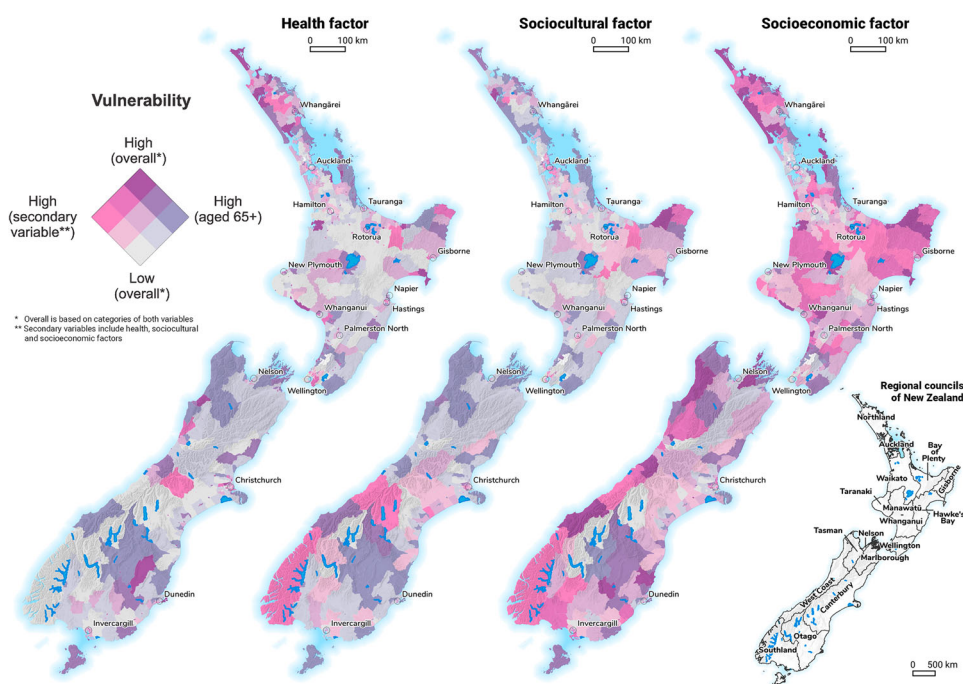 Health factor
0 100 km
Sociocultural factor
0 100 km
Socioeconomic factor
0 100 km
Vulnerability
High
(overall*)
High
(secondary
variable**)
High
(aged 65+)
Low
(overall*)
* Overall is based on categories of both variables
** Secondary variables include health, sociocultural
and socioeconomic factors
Whangārei
Auckland
Hamilton
Tauranga
Rotorua
Gisborne
New Plymouth
Napier
Hastings
Whanganui
Palmerston North
Nelson
Wellington
Christchurch
Dunedin
Invercargill
Whangārei
Auckland
Hamilton
Tauranga
Rotorua
Gisborne
New Plymouth
Napier
Hastings
Whanganui
Palmerston North
Nelson
Wellington
Christchurch
Dunedin
Invercargill
Whangārei
Auckland
Hamilton
Tauranga
Rotorua
Gisborne
New Plymouth
Napier
Hastings
Whanganui
Palmerston North
Nelson
Wellington
Christchurch
Dunedin
Invercargill
Regional councils
of New Zealand
Northland
Auckland
Bay
of
Plenty
Waikato
Gisborne
Taranaki
Manawatū
Whanganui
Hawke's
Bay
Tasman
Nelson
Wellington
Marlborough
West Coast
Canterbury
Otago
Southland
0 500 km